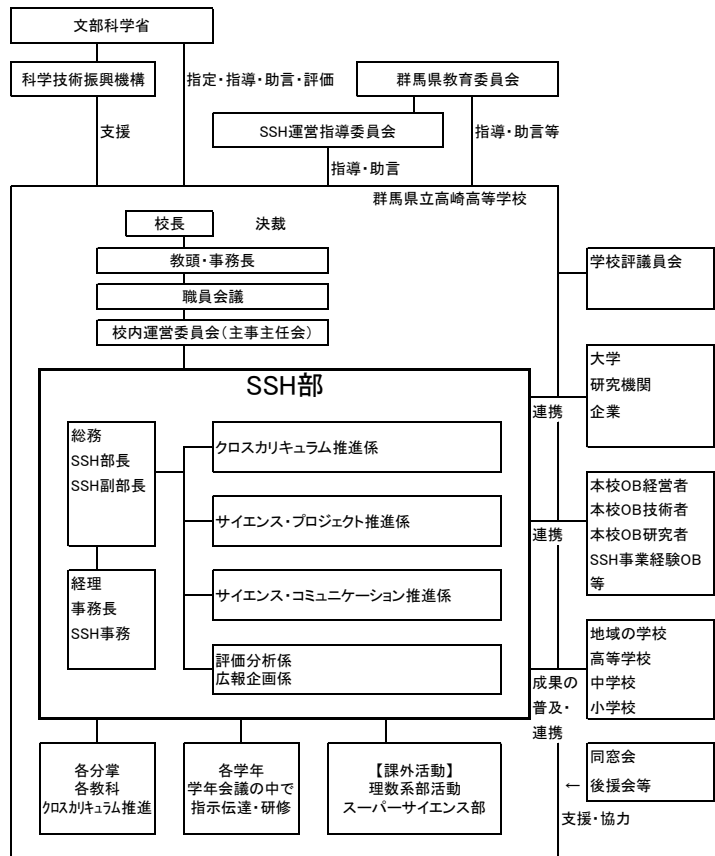 文部科学省
科学技術振興機構
指定・指導・助言・評価
群馬県教育委員会
支援
SSH運営指導委員会
指導・助言等
指導・助言
群馬県立高崎高等学校
校長
決裁
教頭・事務長
職員会議
校内運営委員会(主事主任会)
学校評議員会
SSH部
総務
SSH部長
SSH副部長
経理
事務長
SSH事務
クロスカリキュラム推進係
サイエンス・プロジェクト推進係
サイエンス・コミュニケーション推進係
評価分析係
広報企画係
連携
大学
研究機関
企業
連携
本校OB経営者
本校OB技術者
本校OB研究者
SSH事業経験OB
等
成果の
普及・
連携
地域の学校
高等学校
中学校
小学校
各分掌
各教科
クロスカリキュラム推進
各学年
学年会議の中で
指示伝達・研修
【課外活動】
理数系部活動
スーパーサイエンス部
同窓会
後援会等
←
支援・協力